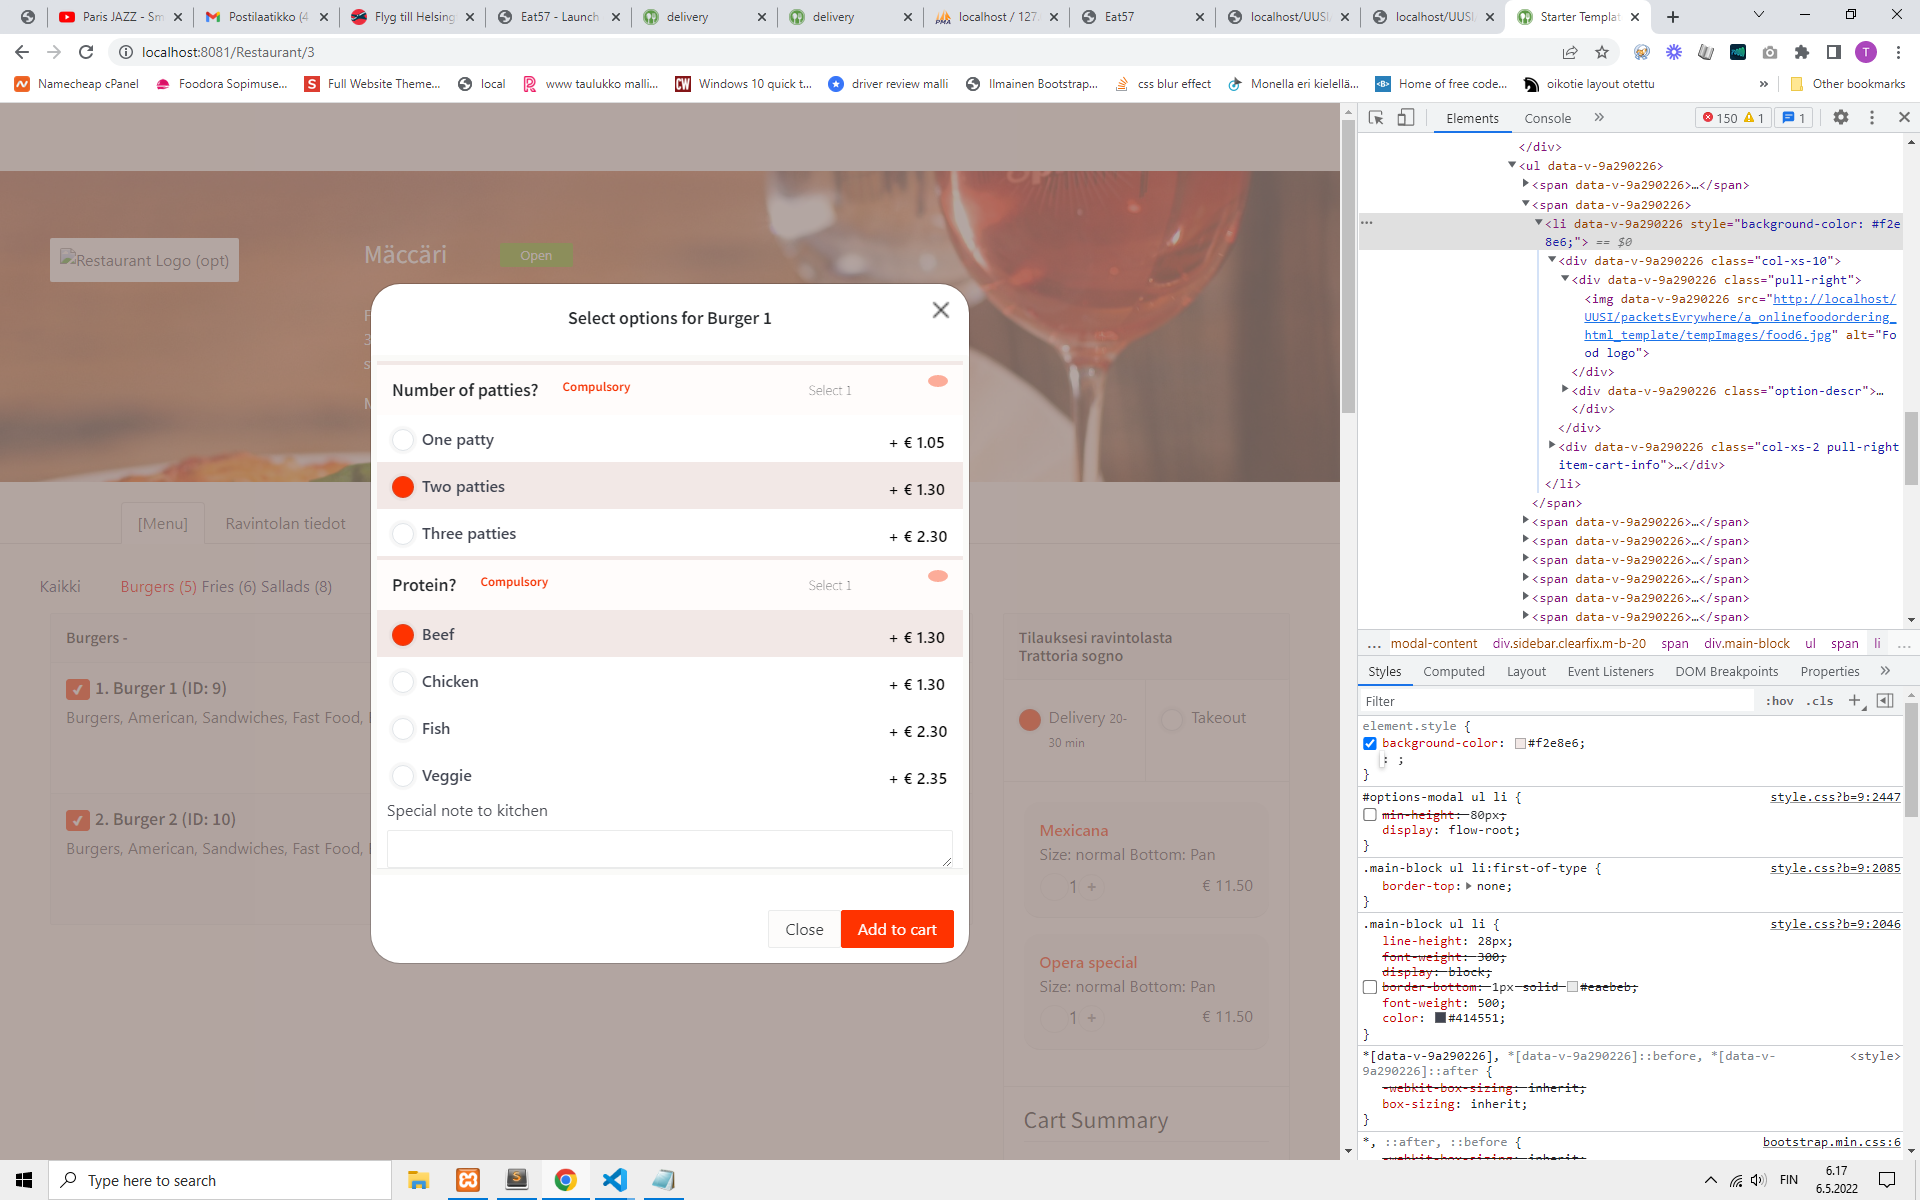 Paris JAZZ - Sm
Postilaatikko (4
Flyg till Helsing
Eat57 - Launch
delivery
delivery
localhost / 127.
Eat57
localhost/UUSI
localhost/UUSI
Starter Templat
localhost:8081/Restaurant/3
T
Namecheap cPanel
Foodora Sopimuse...
Full Website Theme...
local
www taulukko malli...
Windows 10 quick t...
driver review malli
Ilmainen Bootstrap...
css blur effect
Monella eri kielellä...
Home of free code...
oikotie layout otettu
»
Other bookmarks
Restaurant Logo (opt)
Mäccäri
Open
Select options for Burger 1
Number of patties?
Compulsory
Select 1
One patty
+ € 1.05
Two patties
+ € 1.30
Three patties
+ € 2.30
Protein?
Compulsory
Select 1
Beef
+ € 1.30
Chicken
+ € 1.30
Fish
+ € 2.30
Veggie
+ € 2.35
Special note to kitchen
Close
Add to cart
[Menu]
Ravintolan tiedot
Kaikki
Burgers (5) Fries (6) Sallads (8)
Burgers -
1. Burger 1 (ID: 9)
Burgers, American, Sandwiches, Fast Food,
2. Burger 2 (ID: 10)
Burgers, American, Sandwiches, Fast Food,
Tilauksesi ravintolasta
Trattoria sogno
Delivery 20-
30 min
Takeout
Mexicana
Size: normal Bottom: Pan
1 +
€ 11.50
Opera special
Size: normal Bottom: Pan
1 +
€ 11.50
Cart Summary
Elements
Console
»
150
1
1
</div>
<ul data-v-9a290226>
<span data-v-9a290226>…</span>
<span data-v-9a290226>
<li data-v-9a290226 style="background-color: #f2e
8e6;"> == $0
<div data-v-9a290226 class="col-xs-10">
<div data-v-9a290226 class="pull-right">
<img data-v-9a290226 src="http://localhost/
UUSI/packetsEvrywhere/a_onlinefoodordering_
html_template/tempImages/food6.jpg" alt="Fo
od logo">
</div>
<div data-v-9a290226 class="option-descr">…
</div>
</div>
<div data-v-9a290226 class="col-xs-2 pull-right
item-cart-info">…</div>
</li>
</span>
<span data-v-9a290226>…</span>
<span data-v-9a290226>…</span>
<span data-v-9a290226>…</span>
<span data-v-9a290226>…</span>
<span data-v-9a290226>…</span>
<span data-v-9a290226>…</span>
... modal-content div.sidebar.clearfix.m-b-20 span div.main-block ul span li ...
Styles Computed Layout Event Listeners DOM Breakpoints Properties »
Filter
:hov .cls
element.style {
background-color: #f2e8e6;
: ;
}
#options-modal ul li {
style.css?b=9:2447
min-height: 80px;
display: flow-root;
}
.main-block ul li:first-of-type {
style.css?b=9:2085
border-top: none;
}
.main-block ul li {
style.css?b=9:2046
line-height: 28px;
font-weight: 300;
display: block;
border-bottom: 1px solid #eaebeb;
font-weight: 500;
color: #414551;
}
*[data-v-9a290226], *[data-v-9a290226]::before, *[data-v-
9a290226]::after {
<style>
-webkit-box-sizing: inherit;
box-sizing: inherit;
}
*, ::after, ::before {
bootstrap.min.css:6
-webkit-box-sizing: inherit;
Type here to search
FIN
6.17
6.5.2022